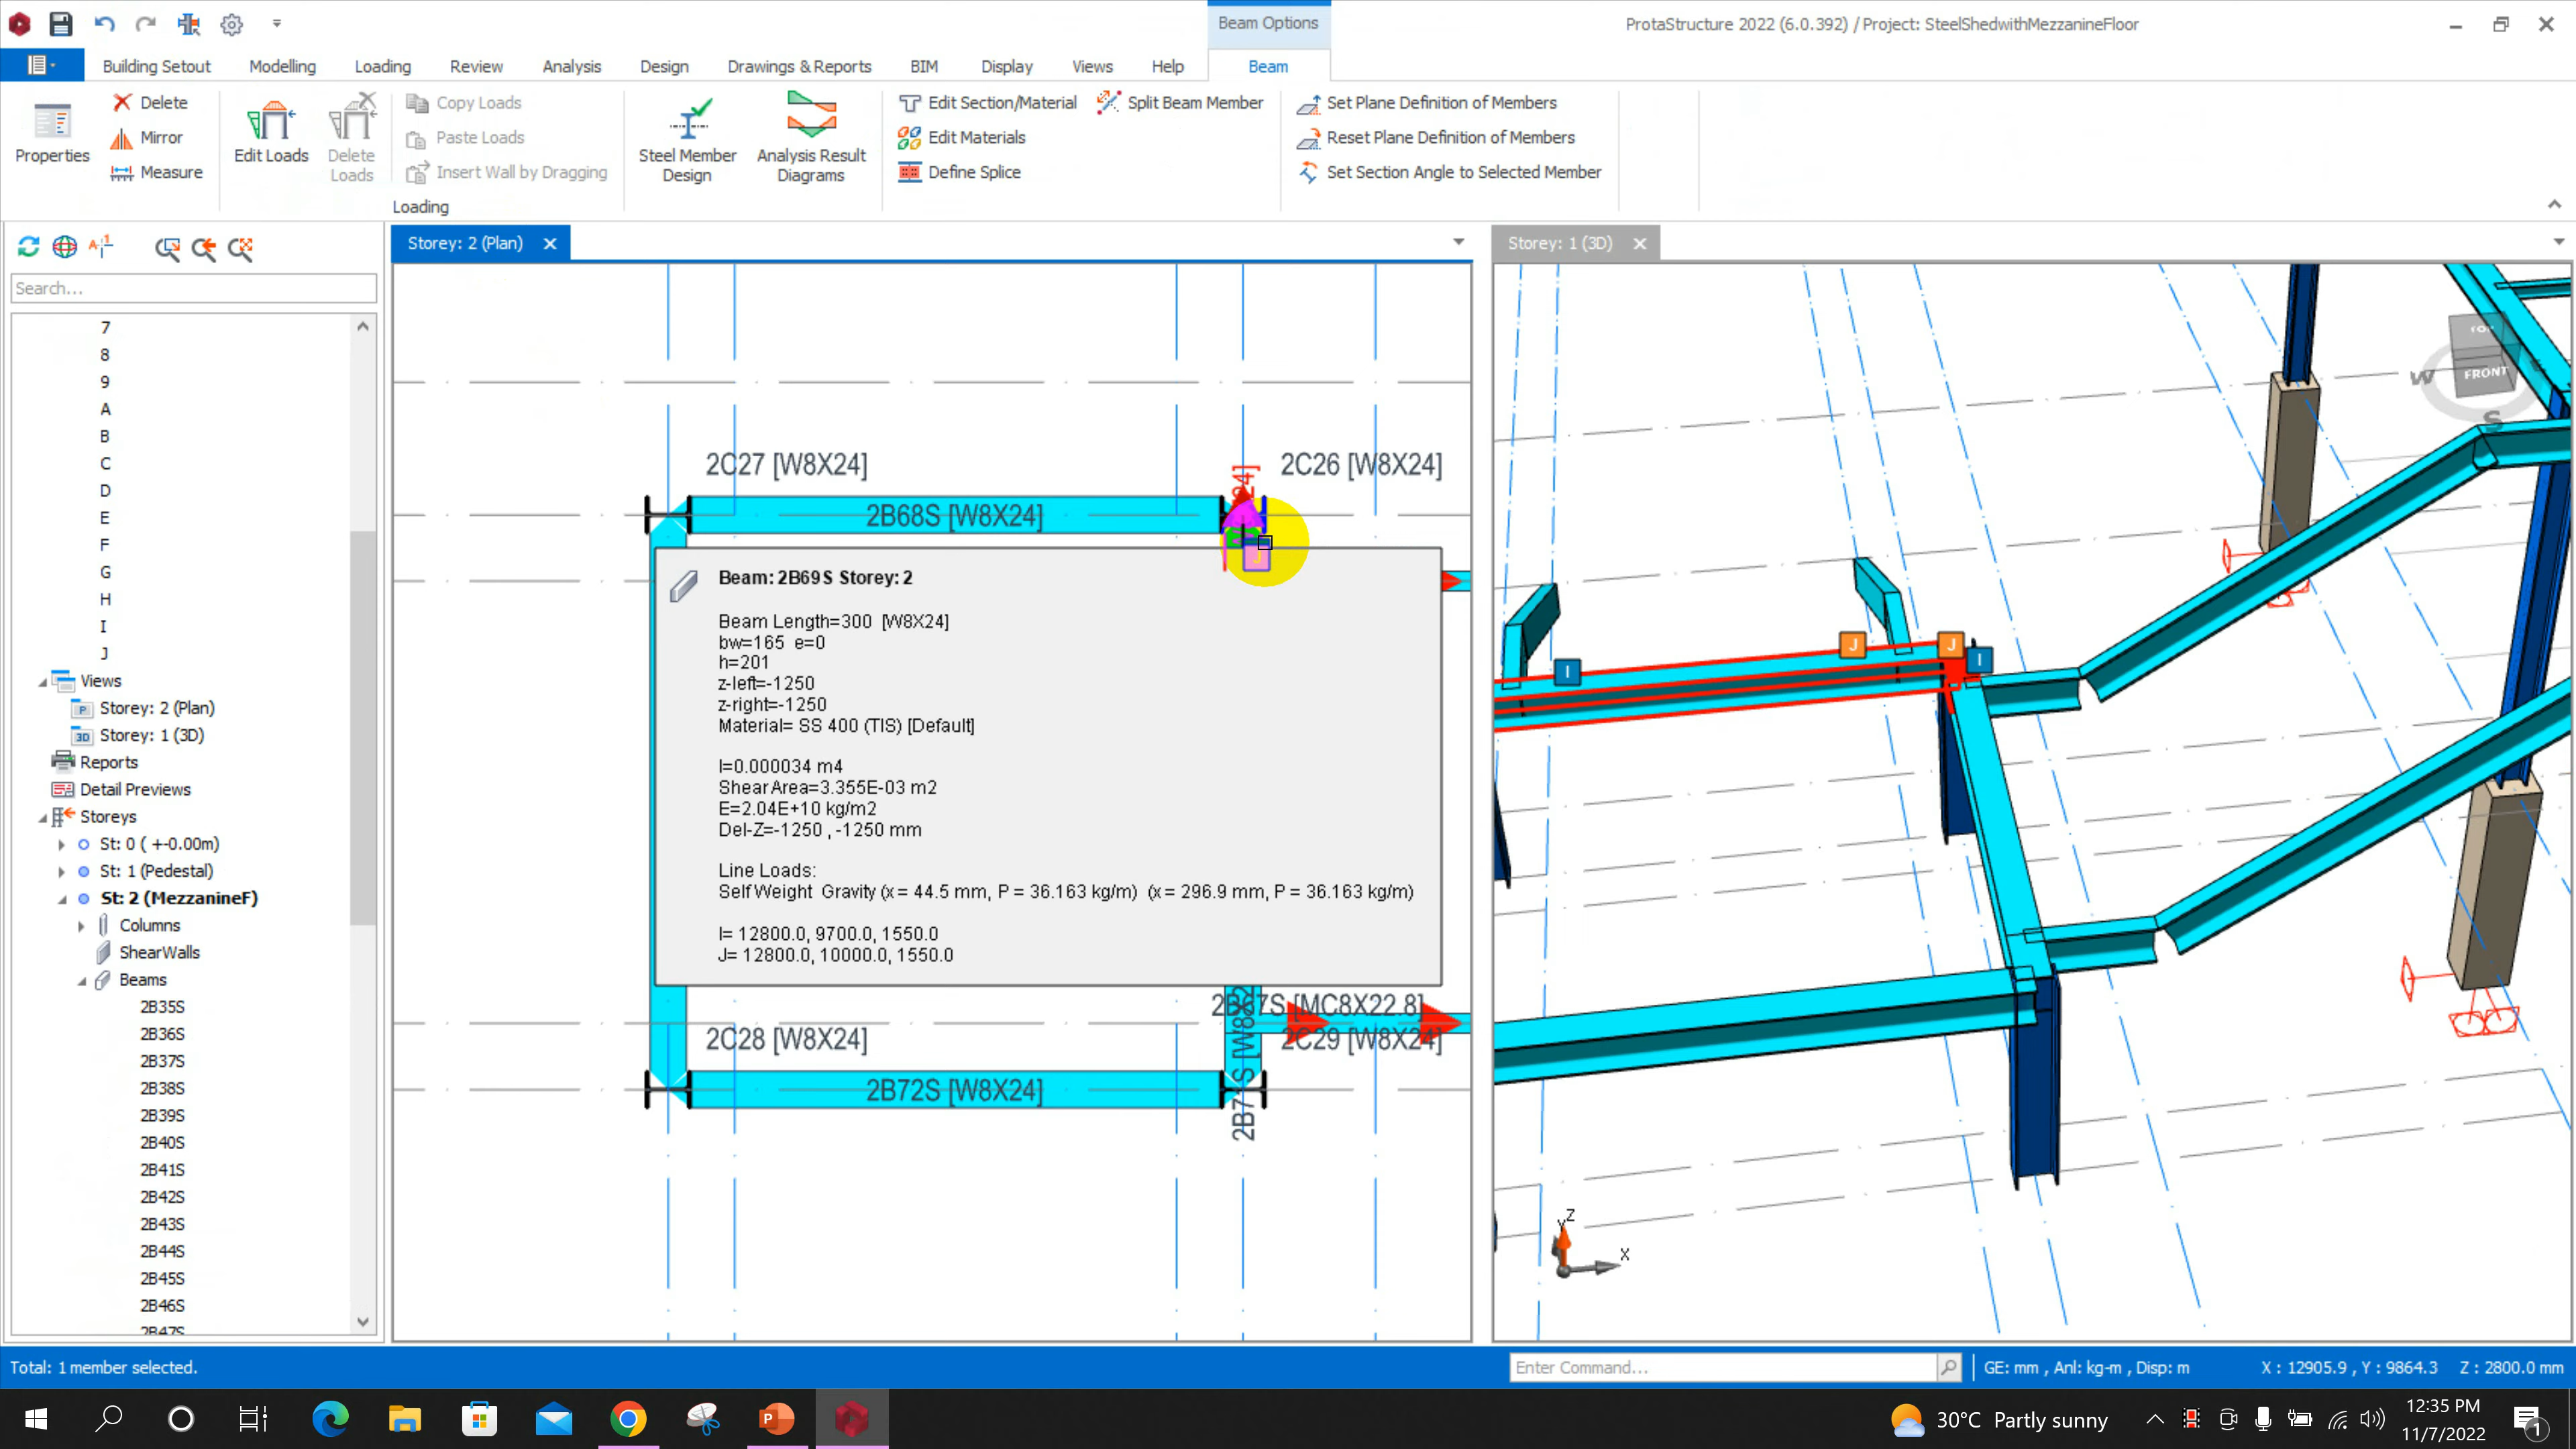 Beam Options
ProtaStructure 2022 (6.0.392) / Project: SteelShedwithMezzanineFloor
Building Setout
Modelling
Loading
Review
Analysis
Design
Drawings & Reports
BIM
Display
Views
Help
Beam
Properties
Delete
Mirror
Measure
Edit Loads
Delete Loads
Copy Loads
Paste Loads
Insert Wall by Dragging
Loading
Steel Member Design
Analysis Result Diagrams
Edit Section/Material
Edit Materials
Define Splice
Split Beam Member
Set Plane Definition of Members
Reset Plane Definition of Members
Set Section Angle to Selected Member
Search...
7
8
9
A
B
C
D
E
F
G
H
I
J
Views
Storey: 2 (Plan)
Storey: 1 (3D)
Reports
Detail Previews
Storeys
St: 0 ( +-0.00m)
St: 1 (Pedestal)
St: 2 (MezzanineF)
Columns
ShearWalls
Beams
2B35S
2B36S
2B37S
2B38S
2B39S
2B40S
2B41S
2B42S
2B43S
2B44S
2B45S
2B46S
2B47S
Storey: 2 (Plan)
2C27 [W8X24]
2C26 [W8X24]
24]
2B68S [W8X24]
J
Beam: 2B69S Storey: 2
Beam Length=300 [W8X24]
bw=165 e=0
h=201
z-left=-1250
z-right=-1250
Material= SS 400 (TIS) [Default]
I=0.000034 m4
Shear Area=3.355E-03 m2
E=2.04E+10 kg/m2
Del-Z=-1250 , -1250 mm
Line Loads:
Self Weight Gravity (x = 44.5 mm, P = 36.163 kg/m) (x = 296.9 mm, P = 36.163 kg/m)
I= 12800.0, 9700.0, 1550.0
J= 12800.0, 10000.0, 1550.0
2B67S [MC8X22.8]
2C28 [W8X24]
2C29 [W8X24]
2B72S [W8X24]
Storey: 1 (3D)
TOP
FRONT
W
S
J
J
I
I
Z
Y
X
Total: 1 member selected.
Enter Command...
GE: mm , Anl: kg-m , Disp: m
X : 12905.9 , Y : 9864.3
Z : 2800.0 mm
30°C Partly sunny
12:35 PM
11/7/2022
1